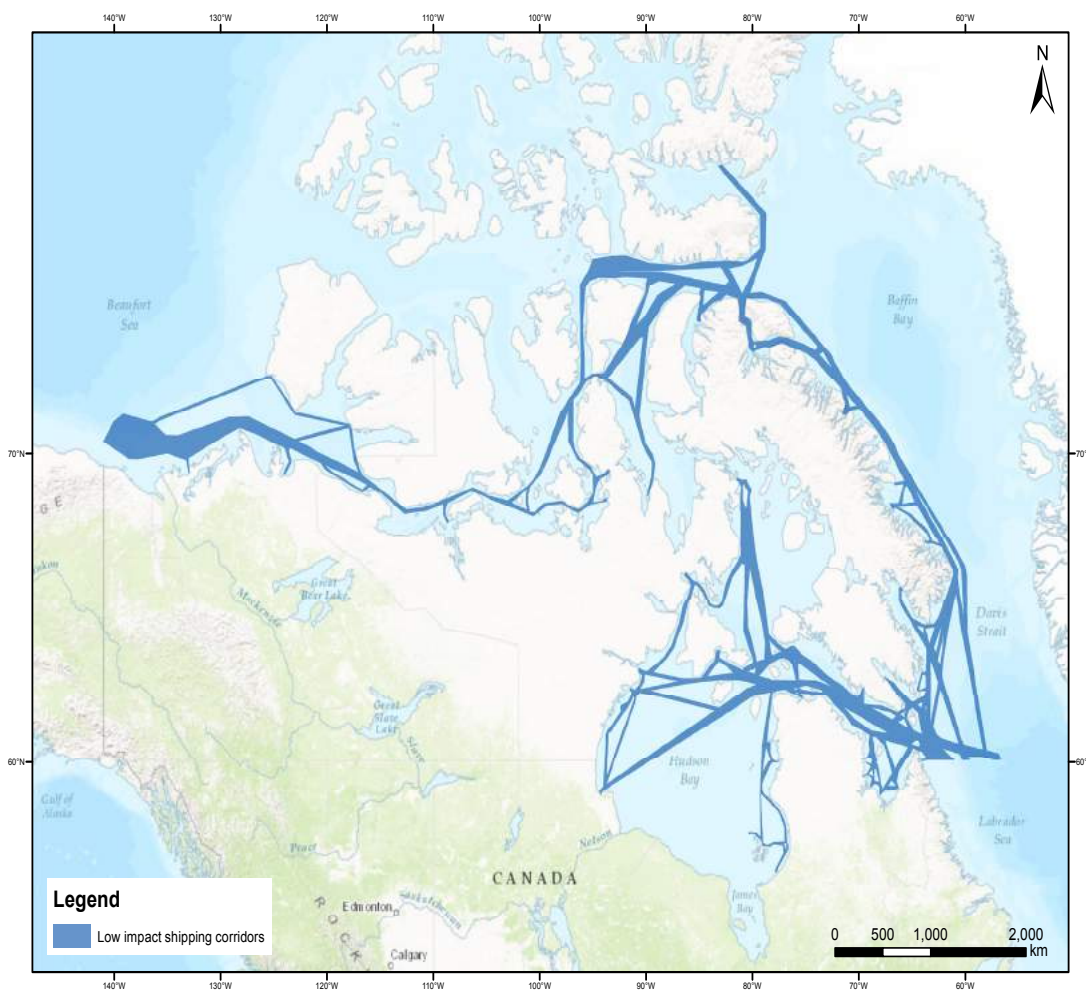 140°W 130°W 120°W 110°W 100°W 90°W 80°W 70°W 60°W
N
Beaufort
Sea
Baffin
Bay
70°N
70°N
G E
Great
Bear Lake
Mackenzie
Davis
Strait
Great
Slave
Lake
Slave
60°N
Hudson
Bay
60°N
Gulf of
Alaska
Labrador
Sea
Peace
Nelson
CANADA
James
Bay
Saskatchewan
Edmonton
R O C K
Calgary
Legend
Low impact shipping corridors
0 500 1,000 2,000
km
140°W 130°W 120°W 110°W 100°W 90°W 80°W 70°W 60°W